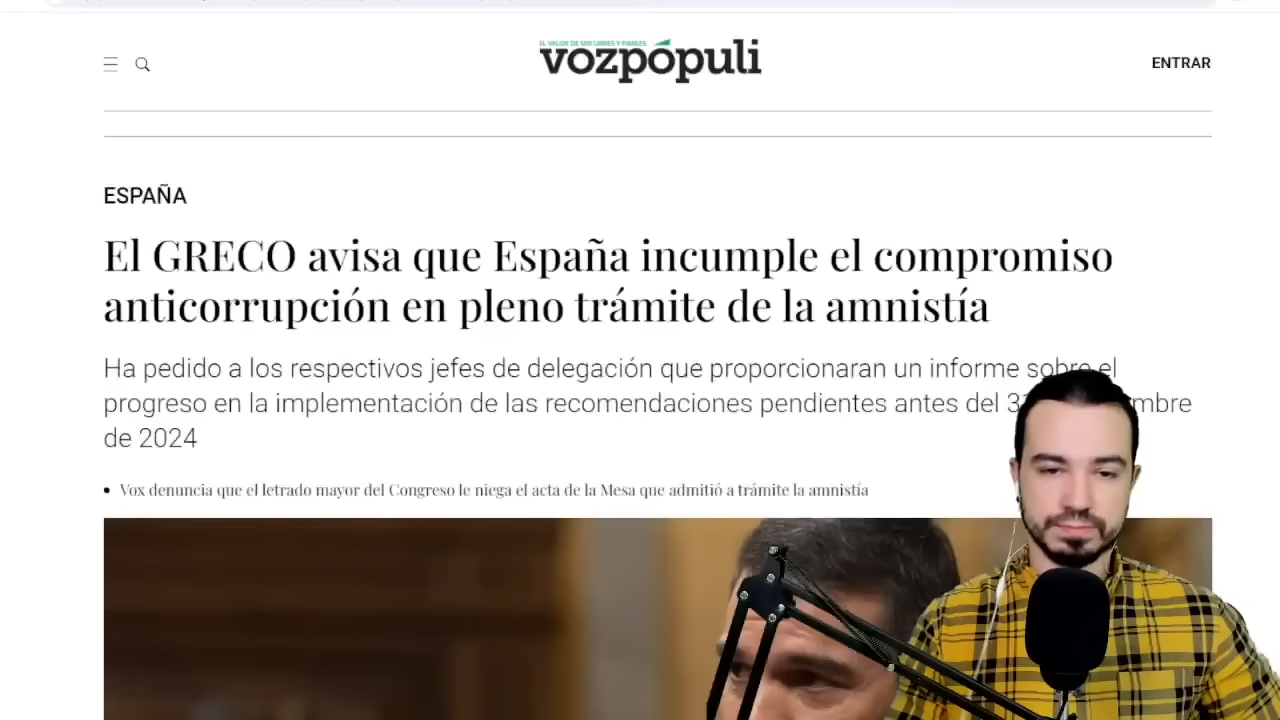 EL VALOR DE SER LIBRES Y FIABLES
vozpópuli
ENTRAR
ESPAÑA
El GRECO avisa que España incumple el compromiso
anticorrupción en pleno trámite de la amnistía
Ha pedido a los respectivos jefes de delegación que proporcionaran un informe sobre el
progreso en la implementación de las recomendaciones pendientes antes del
de 2024
• Vox denuncia que el letrado mayor del Congreso le niega el acta de la Mesa que admitió a trámite la amnistía